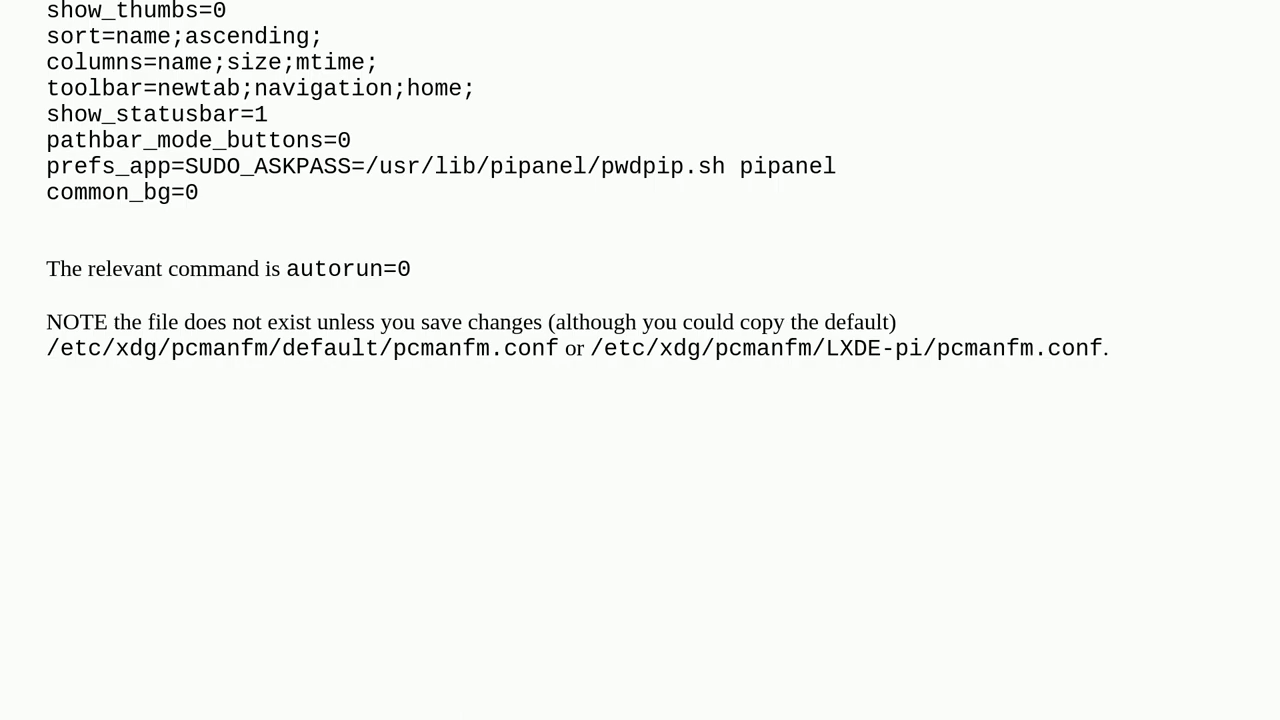 show_thumbs=0
sort=name;ascending;
columns=name;size;mtime;
toolbar=newtab;navigation;home;
show_statusbar=1
pathbar_mode_buttons=0
prefs_app=SUDO_ASKPASS=/usr/lib/pipanel/pwdpip.sh pipanel
common_bg=0
The relevant command is autorun=0
NOTE the file does not exist unless you save changes (although you could copy the default)
/etc/xdg/pcmanfm/default/pcmanfm.conf or /etc/xdg/pcmanfm/LXDE-pi/pcmanfm.conf.